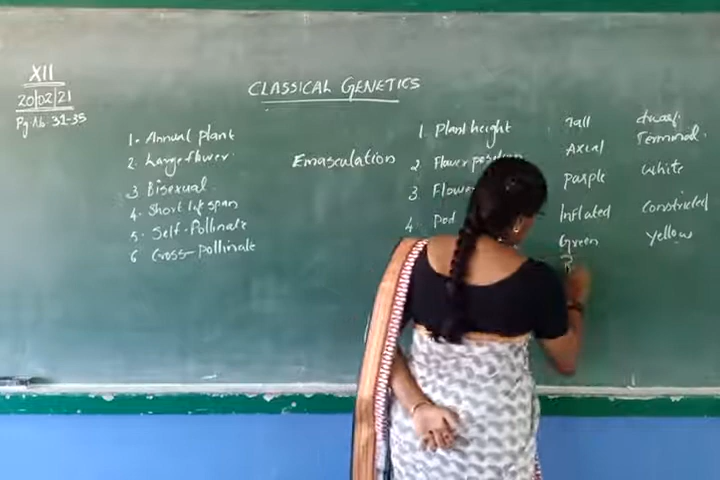 XII
20|02|21
Pg. No 31-35
CLASSICAL GENETICS
1. Annual plant
2. Large flower.
3 Bisexual
4. Short life span
5. Self-Pollinate
6 Cross-pollinate
Emasculation
1. Plant height Tall dwarf
2. Flower position Axial Terminal.
3. Flower Purple White
4. Pod Inflated Constricted
Green yellow
R